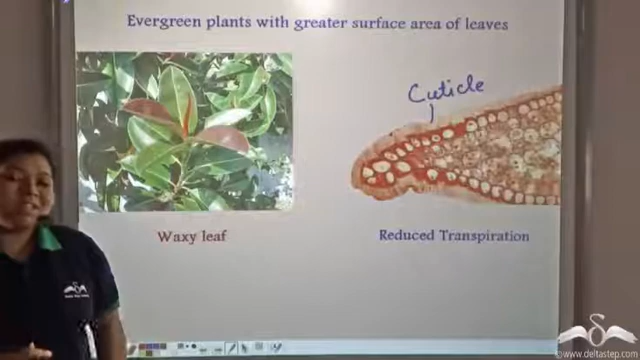 Evergreen plants with greater surface area of leaves
Cuticle
Waxy leaf
Reduced Transpiration
©www.deltastep.com